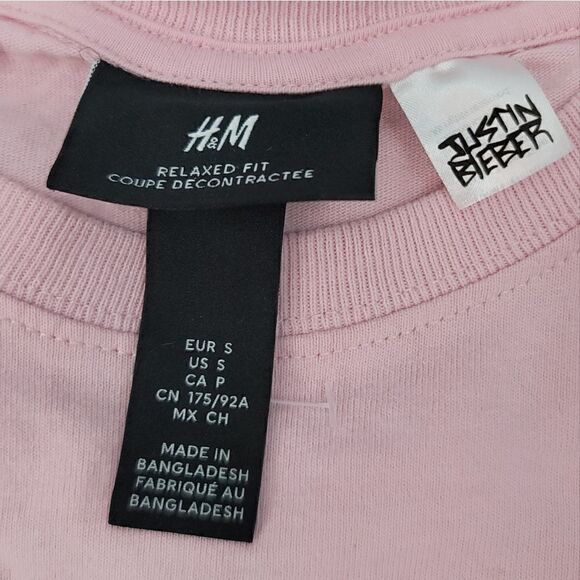 H&M
RELAXED FIT
COUPE DÉCONTRACTÉE
JUSTIN
BIEBER
EUR S
US S
CA P
CN 175/92A
MX CH
MADE IN
BANGLADESH
FABRIQUÉ AU
BANGLADESH